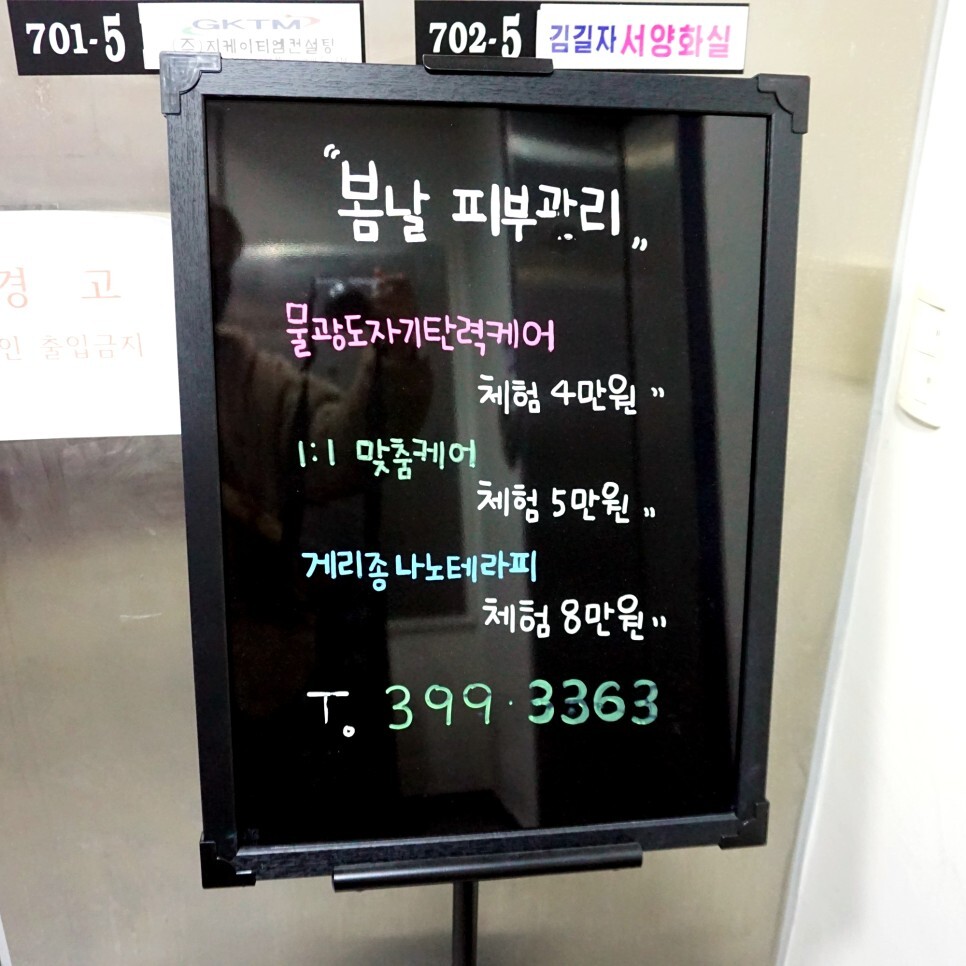 701-5 GKTM
(주)지케이티엠컨설팅
702-5 김길자서양화실
경 고
인 출입금지
"봄날 피부관리"
물광도자기탄력케어
체험 4만원"
1:1 맞춤케어
체험 5만원"
게리종나노테라피
체험 8만원"
T. 399·3363